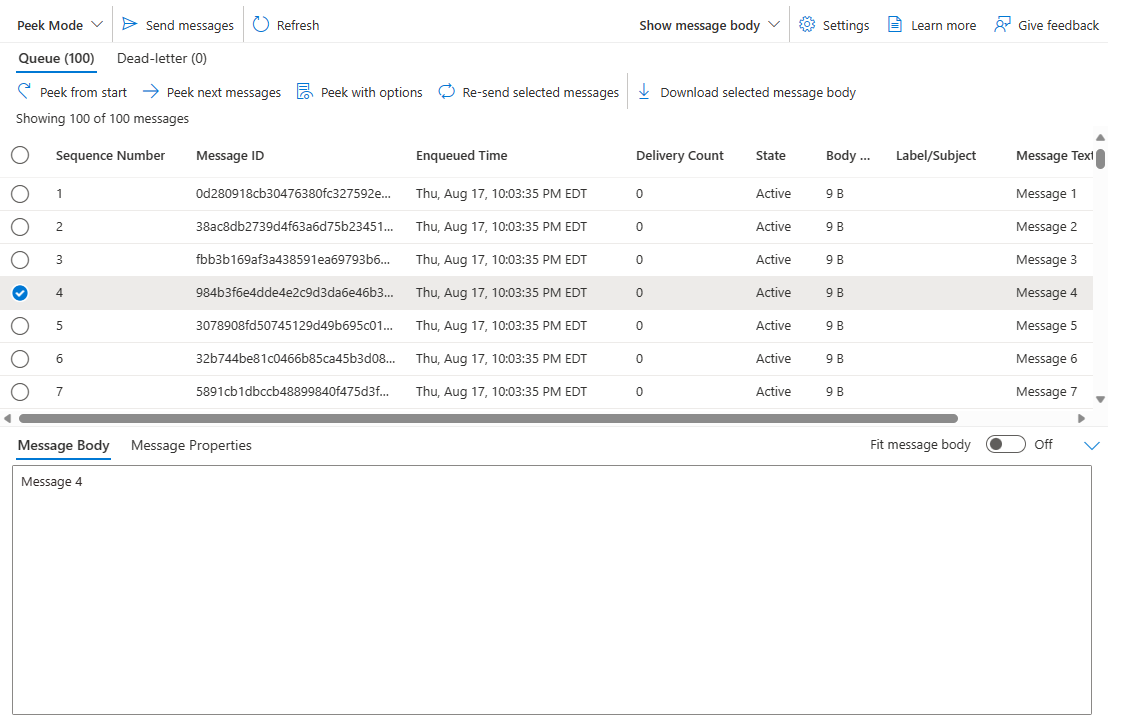 Peek Mode Send messages Refresh Show message body Settings Learn more Give feedback
Queue (100) Dead-letter (0)
Peek from start Peek next messages Peek with options Re-send selected messages Download selected message body
Showing 100 of 100 messages
Sequence Number Message ID Enqueued Time Delivery Count State Body ... Label/Subject Message Text
1 0d280918cb30476380fc327592e... Thu, Aug 17, 10:03:35 PM EDT 0 Active 9 B Message 1
2 38ac8db2739d4f63a6d75b23451... Thu, Aug 17, 10:03:35 PM EDT 0 Active 9 B Message 2
3 fbb3b169af3a438591ea69793b6... Thu, Aug 17, 10:03:35 PM EDT 0 Active 9 B Message 3
4 984b3f6e4dde4e2c9d3da6e46b3... Thu, Aug 17, 10:03:35 PM EDT 0 Active 9 B Message 4
5 3078908fd50745129d49b695c01... Thu, Aug 17, 10:03:35 PM EDT 0 Active 9 B Message 5
6 32b744be81c0466b85ca45b3d08... Thu, Aug 17, 10:03:35 PM EDT 0 Active 9 B Message 6
7 5891cb1dbccb48899840f475d3f... Thu, Aug 17, 10:03:35 PM EDT 0 Active 9 B Message 7
Message Body Message Properties Fit message body Off
Message 4